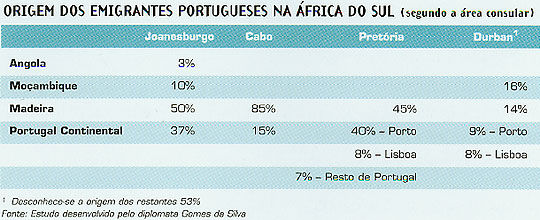 ORIGEM DOS EMIGRANTES PORTUGUESES NA ÁFRICA DO SUL (segundo a área consular)
Joanesburgo Cabo Pretória Durban¹
Angola 3%
Moçambique 10% 16%
Madeira 50% 85% 45% 14%
Portugal Continental 37% 15% 40% – Porto 9% – Porto
8% – Lisboa 8% – Lisboa
7% – Resto de Portugal
¹ Desconhece-se a origem dos restantes 53%
Fonte: Estudo desenvolvido pelo diplomata Gomes da Silva